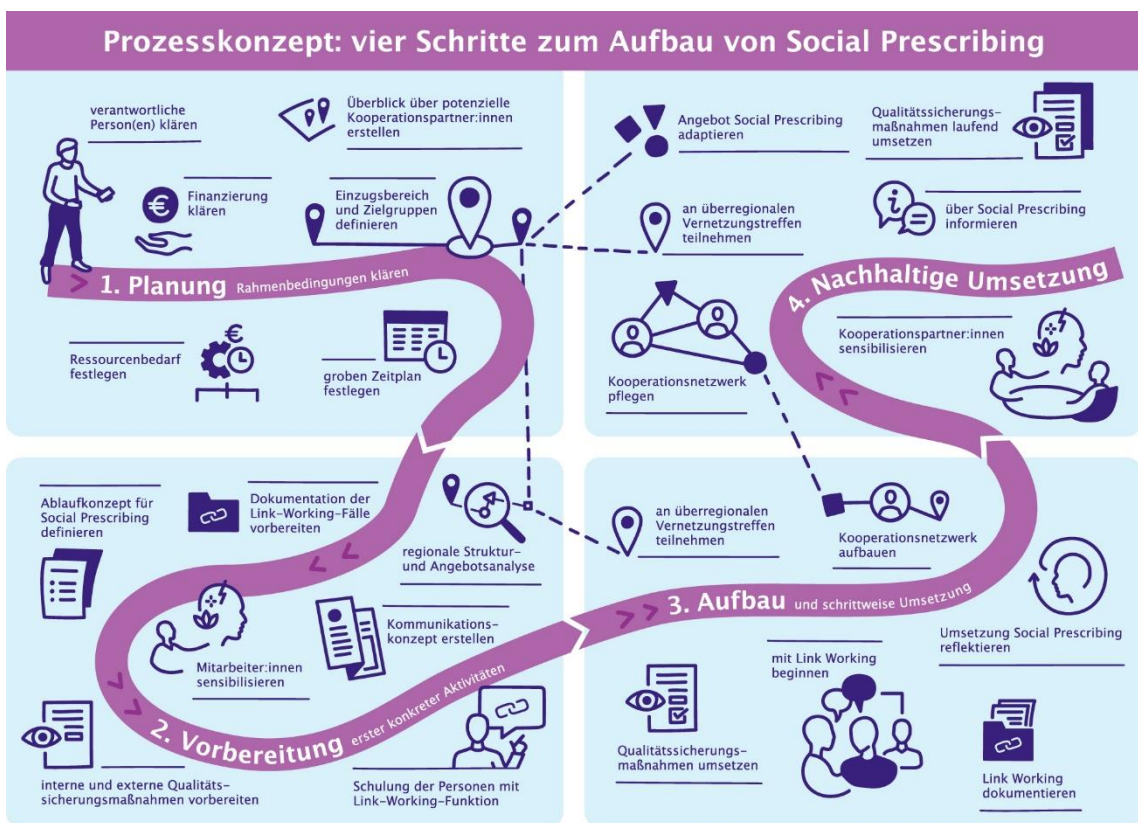 Prozesskonzept: vier Schritte zum Aufbau von Social Prescribing
verantwortliche
Person(en) klären
Überblick über potenzielle
Kooperationspartner:innen
erstellen
Finanzierung
klären
Einzugsbereich
und Zielgruppen
definieren
1. Planung Rahmenbedingungen klären
Ressourcenbedarf
festlegen
groben Zeitplan
festlegen
Ablaufkonzept für
Social Prescribing
definieren
Dokumentation der
Link-Working-Fälle
vorbereiten
regionale Struktur-
und Angebotsanalyse
Mitarbeiter:innen
sensibilisieren
Kommunikations-
konzept erstellen
2. Vorbereitung erster konkreter Aktivitäten
interne und externe Qualitäts-
sicherungsmaßnahmen vorbereiten
Schulung der Personen mit
Link-Working-Funktion
an überregionalen
Vernetzungstreffen
teilnehmen
Kooperationsnetzwerk
aufbauen
3. Aufbau und schrittweise Umsetzung
Umsetzung Social Prescribing
reflektieren
mit Link Working
beginnen
Qualitätssicherungs-
maßnahmen umsetzen
Link Working
dokumentieren
Angebot Social Prescribing
adaptieren
Qualitätssicherungs-
maßnahmen laufend
umsetzen
an überregionalen
Vernetzungstreffen
teilnehmen
über Social Prescribing
informieren
4. Nachhaltige Umsetzung
Kooperationspartner:innen
sensibilisieren
Kooperationsnetzwerk
pflegen